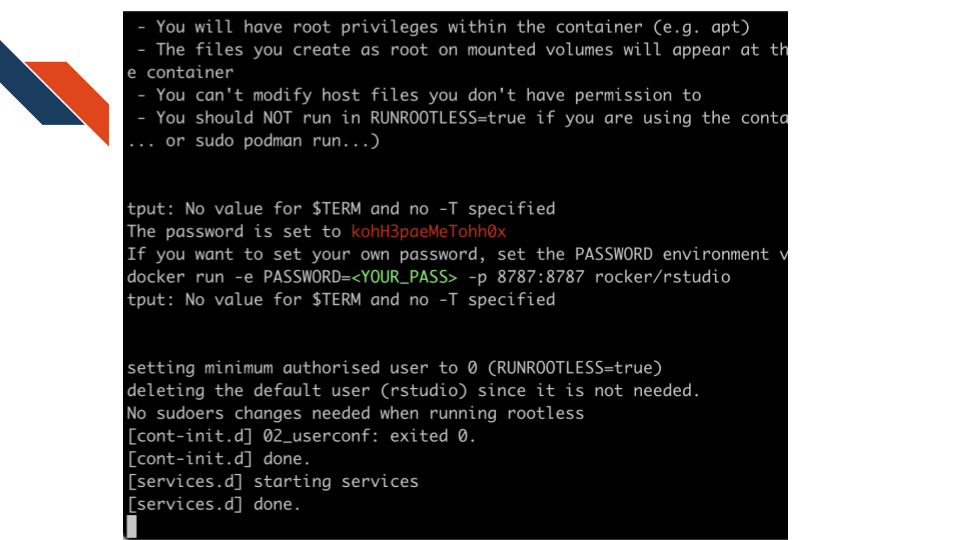 - You will have root privileges within the container (e.g. apt)
- The files you create as root on mounted volumes will appear at th
e container
- You can't modify host files you don't have permission to
- You should NOT run in RUNROOTLESS=true if you are using the conta
... or sudo podman run...)
tput: No value for $TERM and no -T specified
The password is set to kohH3paeMeTohh0x
If you want to set your own password, set the PASSWORD environment v
docker run -e PASSWORD=<YOUR_PASS> -p 8787:8787 rocker/rstudio
tput: No value for $TERM and no -T specified
setting minimum authorised user to 0 (RUNROOTLESS=true)
deleting the default user (rstudio) since it is not needed.
No sudoers changes needed when running rootless
[cont-init.d] 02_userconf: exited 0.
[cont-init.d] done.
[services.d] starting services
[services.d] done.